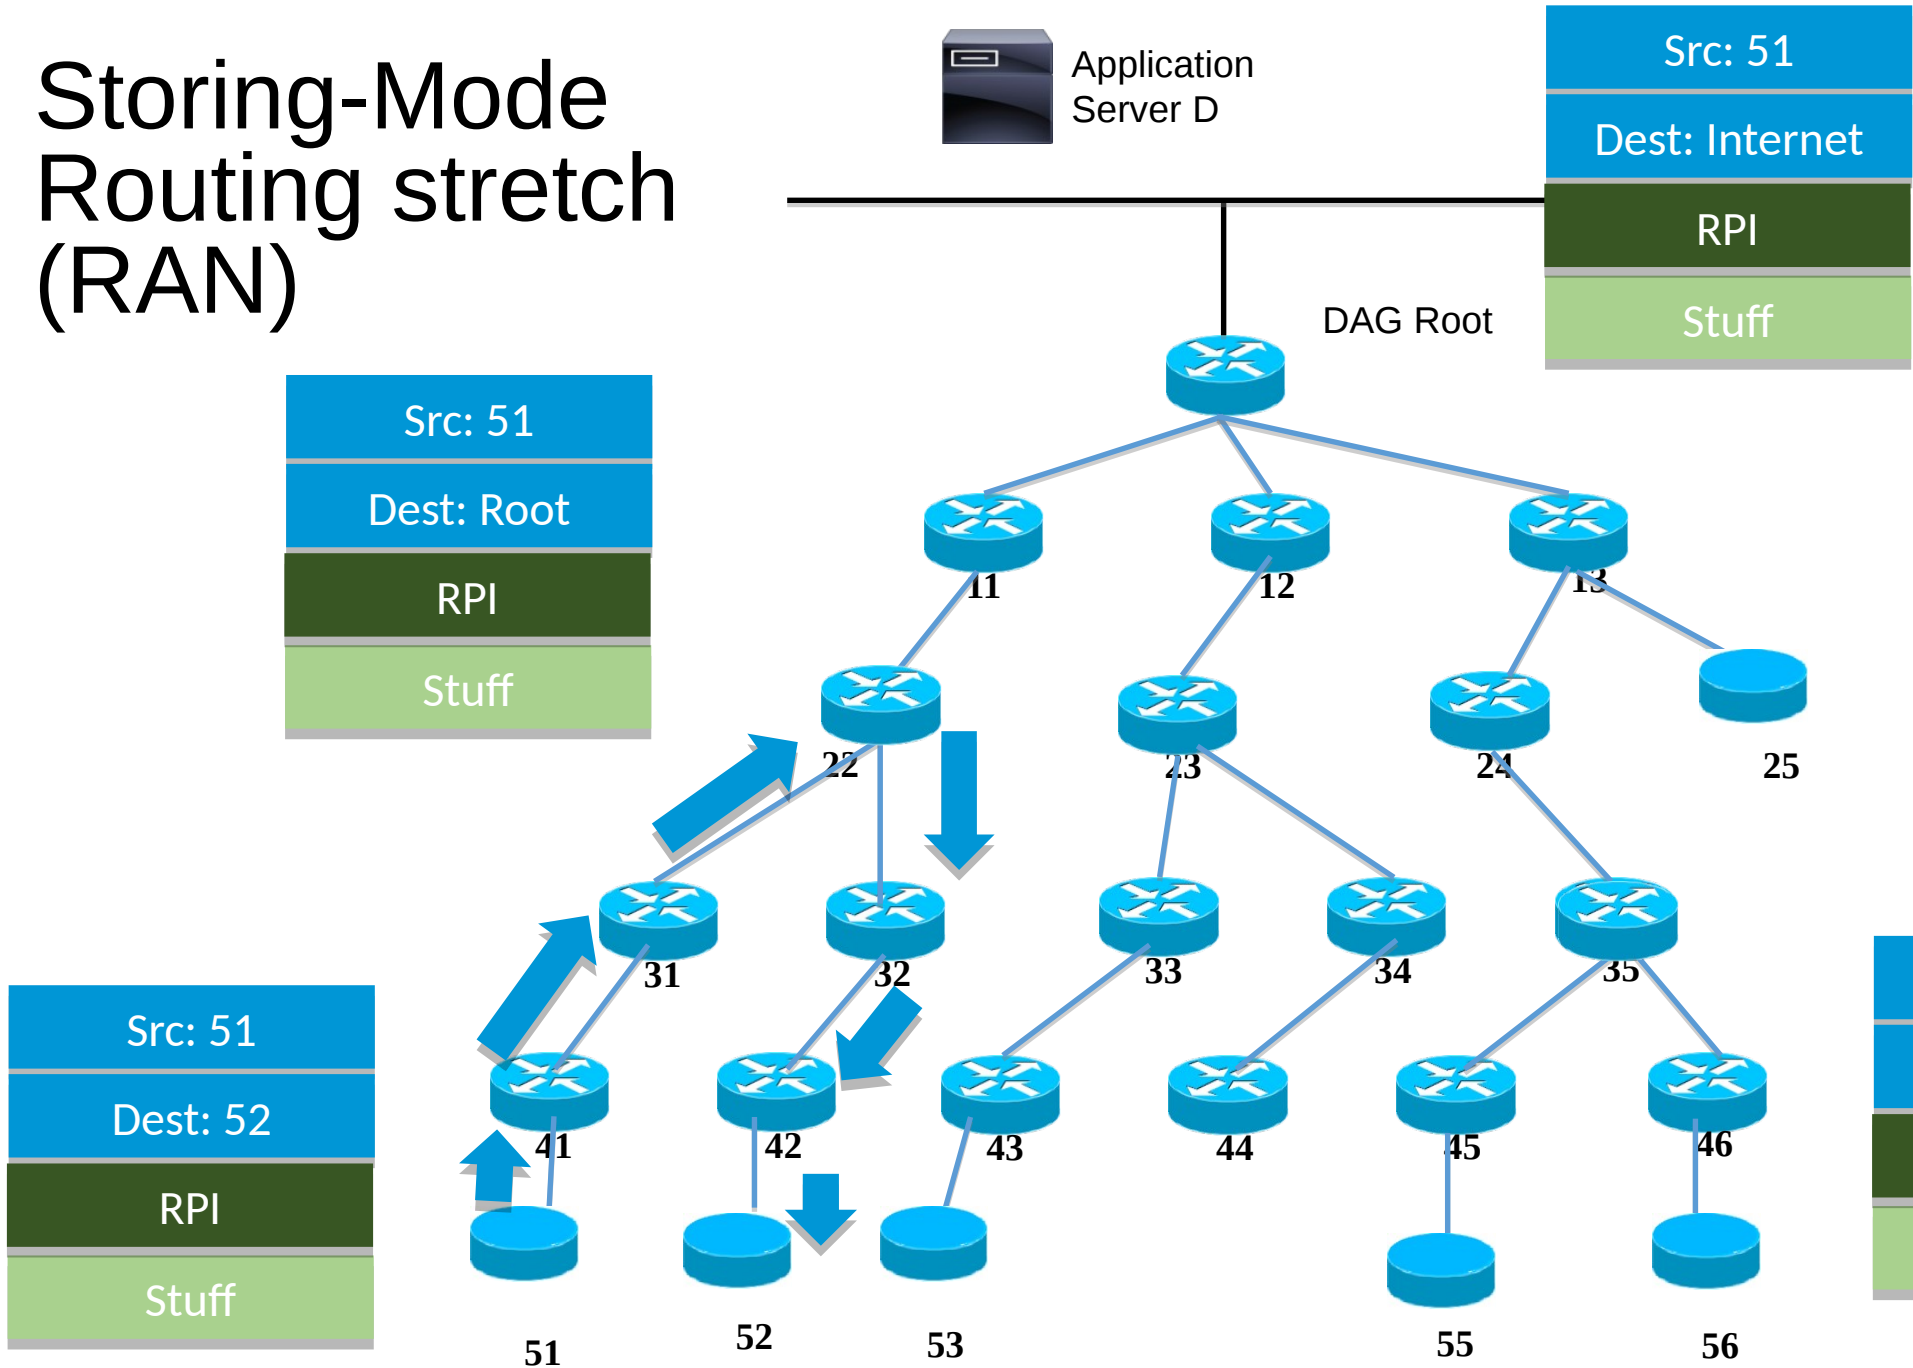 Storing-Mode
Routing stretch
(RAN)
Application
Server D
Src: 51
Dest: Internet
RPI
Stuff
DAG Root
Src: 51
Dest: Root
RPI
Stuff
11
12
13
22
23
24
25
31
32
33
34
35
Src: 51
Dest: 52
RPI
Stuff
41
42
43
44
45
46
51
52
53
55
56